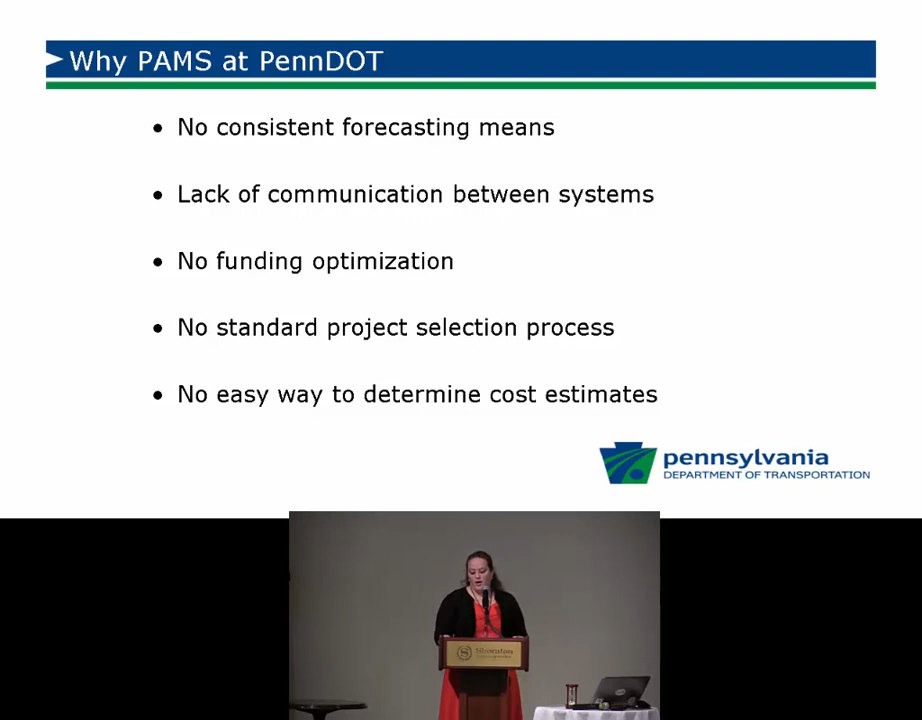 Why PAMS at PennDOT
• No consistent forecasting means
• Lack of communication between systems
• No funding optimization
• No standard project selection process
• No easy way to determine cost estimates
pennsylvania
DEPARTMENT OF TRANSPORTATION
Sheraton